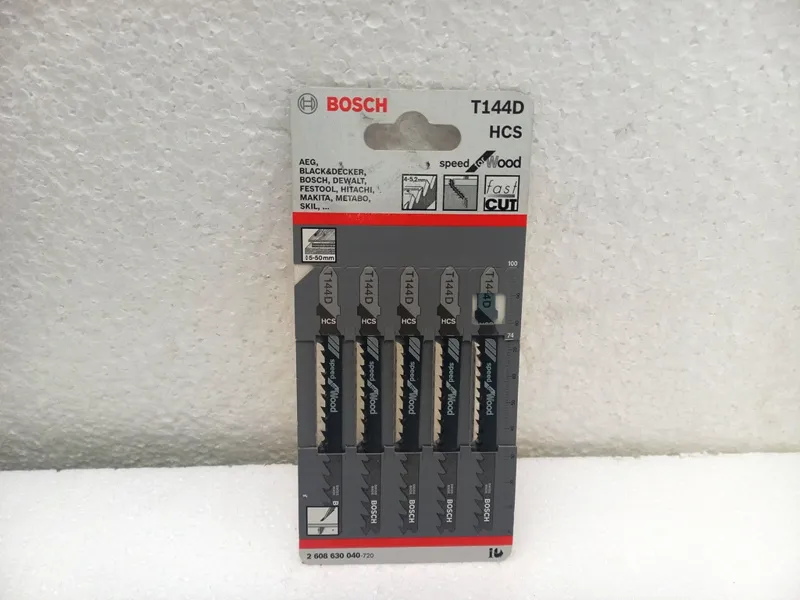 BOSCH
T144D
HCS
AEG,
BLACK&DECKER,
BOSCH, DEWALT,
FESTOOL, HITACHI,
MAKITA, METABO,
SKIL, ...
speed for Wood
4-5,2mm
fast
CUT
5-50mm
100
T144D
T144D
T144D
T144D
T144D
HCS
HCS
HCS
HCS
74
speed for Wood
speed for Wood
speed for Wood
speed for Wood
speed for Wood
BOSCH
BOSCH
BOSCH
BOSCH
2 608 630 040-720